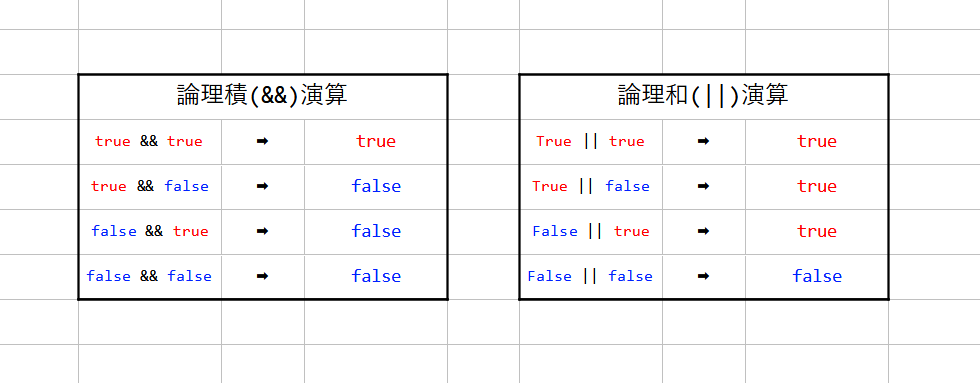 論理積(&&)演算
true && true ➡ true
true && false ➡ false
false && true ➡ false
false && false ➡ false
論理和(||)演算
True || true ➡ true
True || false ➡ true
False || true ➡ true
False || false ➡ false